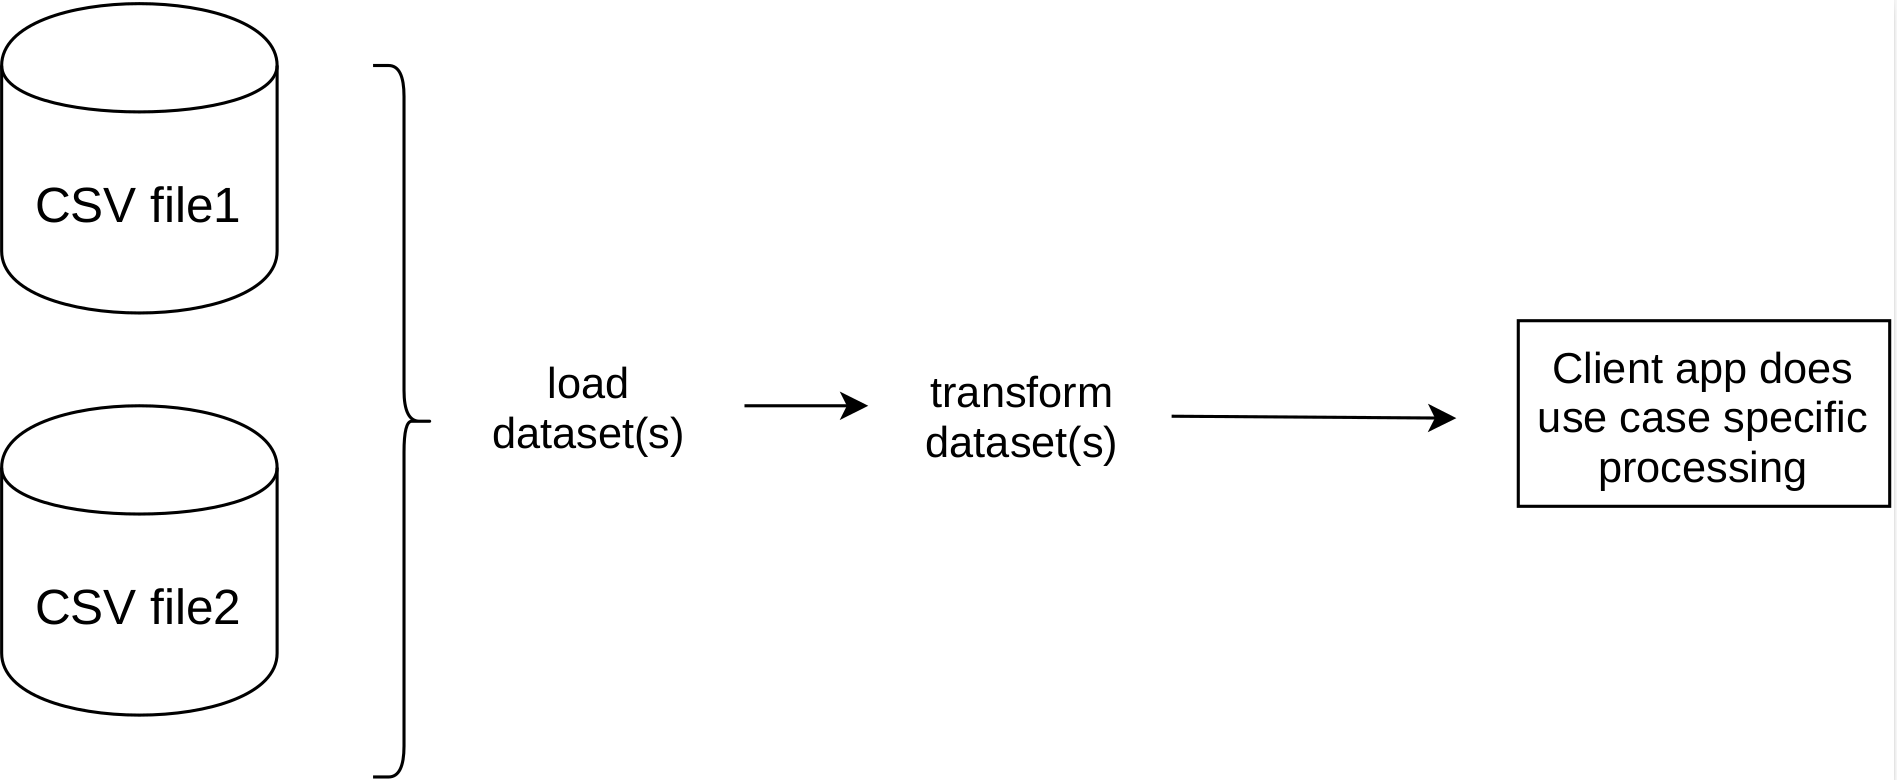 CSV file1
CSV file2
load
dataset(s)
transform
dataset(s)
Client app does
use case specific
processing